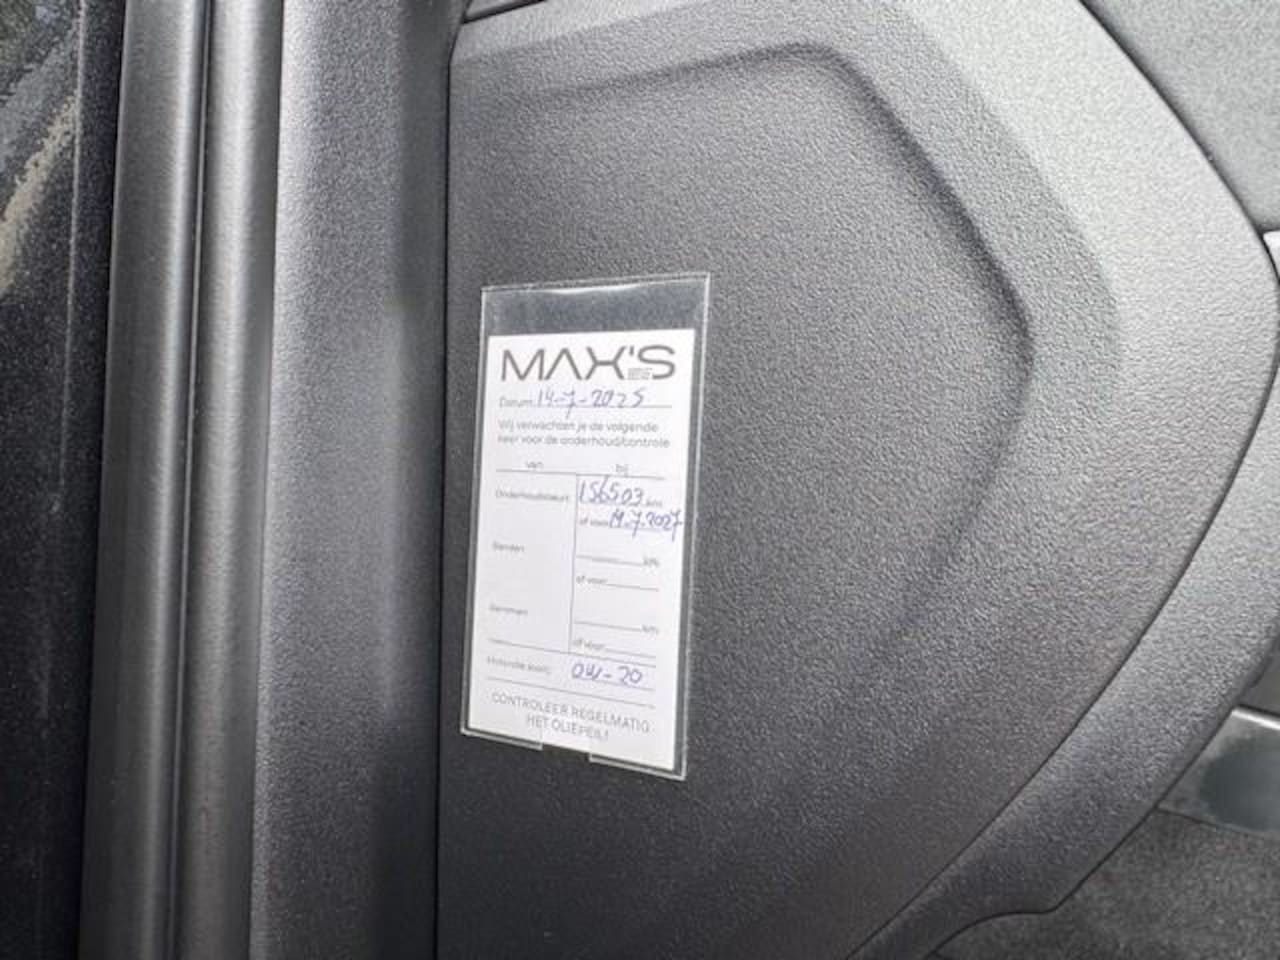 MAX'S
Datum: 14-7-2025
Wij verwachten je de volgende
keer voor de onderhoud/controle
van bij
Onderhoudsbeurt 156503 km
of voor 14-7-2027
Banden km
of voor
Remmen km
of voor
Motorolie soort: 0W-20
CONTROLEER REGELMATIG
HET OLIEPEIL!